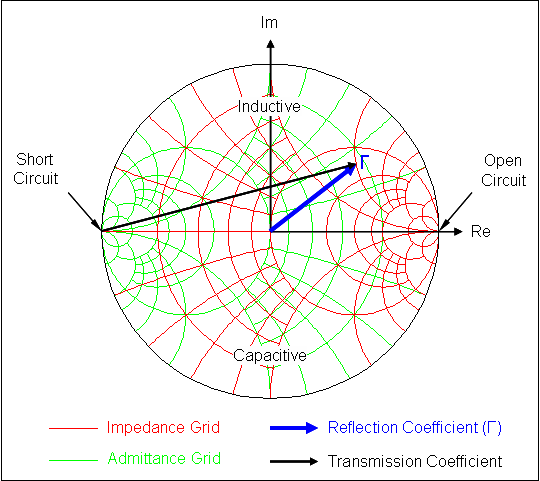 Im
Inductive
Short
Circuit
Γ
Open
Circuit
Re
Capacitive
Impedance Grid
Reflection Coefficient (Γ)
Admittance Grid
Transmission Coefficient